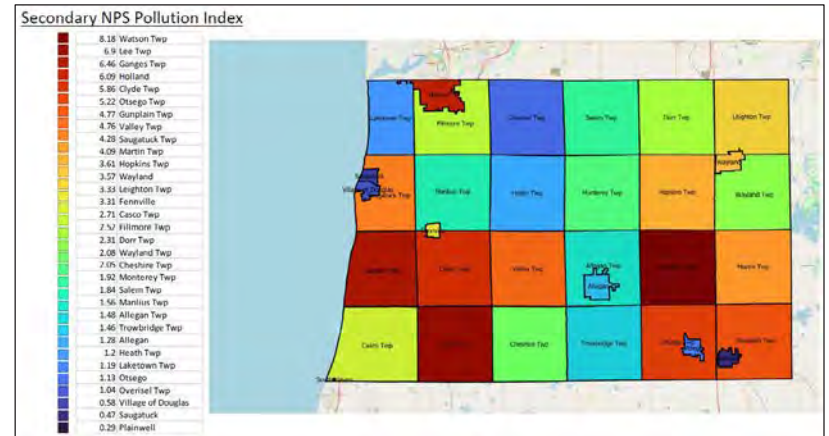 Secondary NPS Pollution Index
8.18 Watson Twp
6.9 Lee Twp
6.46 Ganges Twp
6.09 Holland
5.86 Clyde Twp
5.22 Otsego Twp
4.77 Gunplain Twp
4.76 Valley Twp
4.28 Saugatuck Twp
4.09 Martin Twp
3.61 Hopkins Twp
3.57 Wayland
3.33 Leighton Twp
3.31 Fennville
2.71 Casco Twp
2.52 Fillmore Twp
2.31 Dorr Twp
2.08 Wayland Twp
2.05 Cheshire Twp
1.92 Monterey Twp
1.84 Salem Twp
1.56 Manlius Twp
1.48 Allegan Twp
1.46 Trowbridge Twp
1.28 Allegan
1.2 Heath Twp
1.19 Laketown Twp
1.13 Otsego
1.04 Overisel Twp
0.58 Village of Douglas
0.47 Saugatuck
0.29 Plainwell
Laketown Twp
Fillmore Twp
Overisel Twp
Salem Twp
Dorr Twp
Leighton Twp
Wayland
Village of Douglas
Manlius Twp
Heath Twp
Monterey Twp
Hopkins Twp
Wayland Twp
Clyde Twp
Valley Twp
Allegan Twp
Allegan
Martin Twp
Casco Twp
Cheshire Twp
Trowbridge Twp